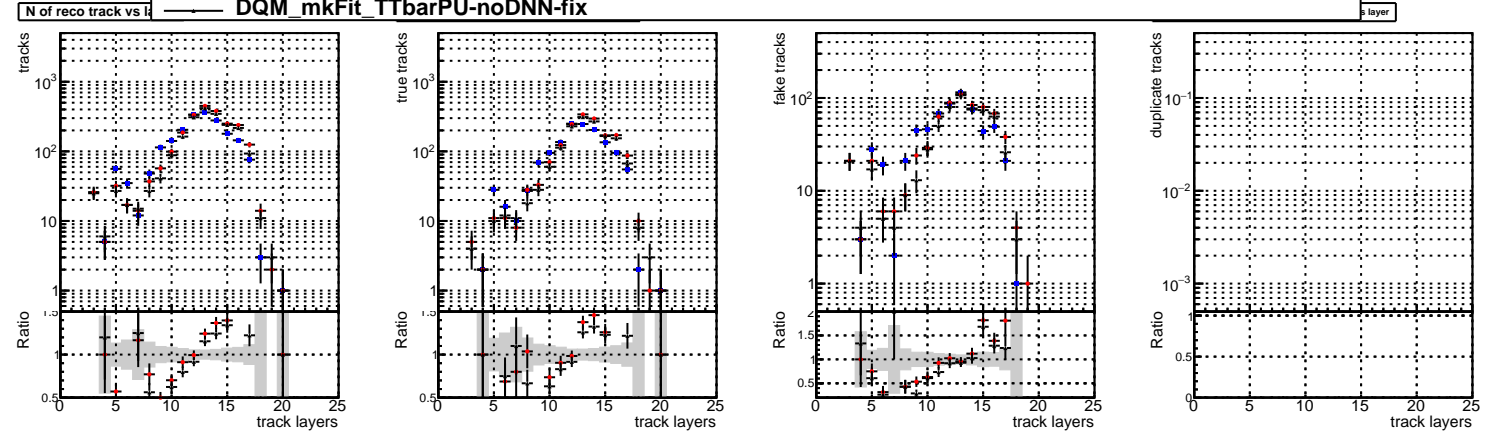 DQM_mkFit_TTbarPU-noDNN-fix
N of reco track vs la
s layer
tracks
10³
10²
10
1
Ratio
1.5
1
0.5
0 5 10 15 20 25
track layers
true tracks
10³
10²
10
1
Ratio
1.5
1
0.5
0 5 10 15 20 25
track layers
fake tracks
10²
10
1
Ratio
2
1.5
1
0.5
0 5 10 15 20 25
track layers
duplicate tracks
10⁻¹
10⁻²
10⁻³
Ratio
1
0.5
0
0 5 10 15 20 25
track layers